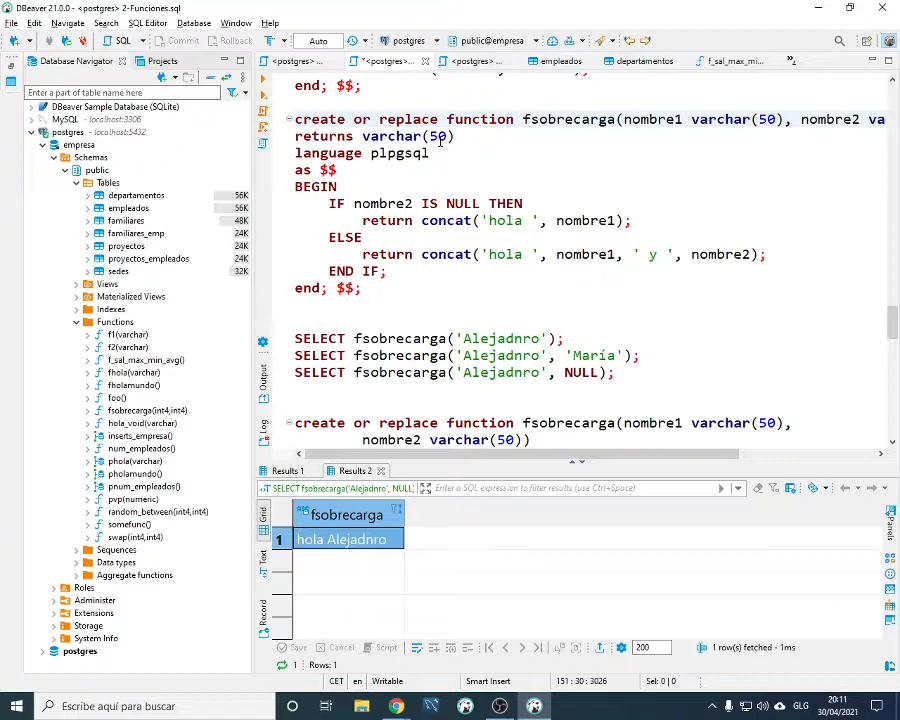 DBeaver 21.0.0 - <postgres> 2-Funciones.sql
File Edit Navigate Search SQL Editor Database Window Help
SQL Commit Rollback Auto postgres public@empresa
Database Navigator Projects
<postgres> ... *<postgres> ... <postgres> ... empleados departamentos f_sal_max_mi...
Enter a part of table name here
DBeaver Sample Database (SQLite)
MySQL - localhost:3306
postgres - localhost:5432
empresa
Schemas
public
Tables
departamentos 56K
empleados 56K
familiares 48K
familiares_emp 24K
proyectos 24K
proyectos_empleados 24K
sedes 32K
Views
Materialized Views
Indexes
Functions
f1(varchar)
f2(varchar)
f_sal_max_min_avg()
fhola(varchar)
fholamundo()
foo()
fsobrecarga(int4,int4)
hola_void(varchar)
inserts_empresa()
num_empleados()
phola(varchar)
pholamundo()
pnum_empleados()
pvp(numeric)
random_between(int4,int4)
somefunc()
swap(int4,int4)
Sequences
Data types
Aggregate functions
Roles
Administer
Extensions
Storage
System Info
postgres
end; $$;
create or replace function fsobrecarga(nombre1 varchar(50), nombre2 va
returns varchar(50)
language plpgsql
as $$
BEGIN
IF nombre2 IS NULL THEN
return concat('hola ', nombre1);
ELSE
return concat('hola ', nombre1, ' y ', nombre2);
END IF;
end; $$;
SELECT fsobrecarga('Alejadnro');
SELECT fsobrecarga('Alejadnro', 'María');
SELECT fsobrecarga('Alejadnro', NULL);
create or replace function fsobrecarga(nombre1 varchar(50),
nombre2 varchar(50))
Output
Log
Results 1 Results 2
SELECT fsobrecarga('Alejadnro', NULL) Enter a SQL expression to filter results (use Ctrl+Space)
Grid
Text
Record
Panels
fsobrecarga
1 hola Alejadnro
Save Cancel Script 200 1 row(s) fetched - 1ms
1 Rows: 1
CET en Writable Smart Insert 151 : 30 : 3026 Sel: 0 | 0
Escribe aquí para buscar
GLG
20:11
30/04/2021